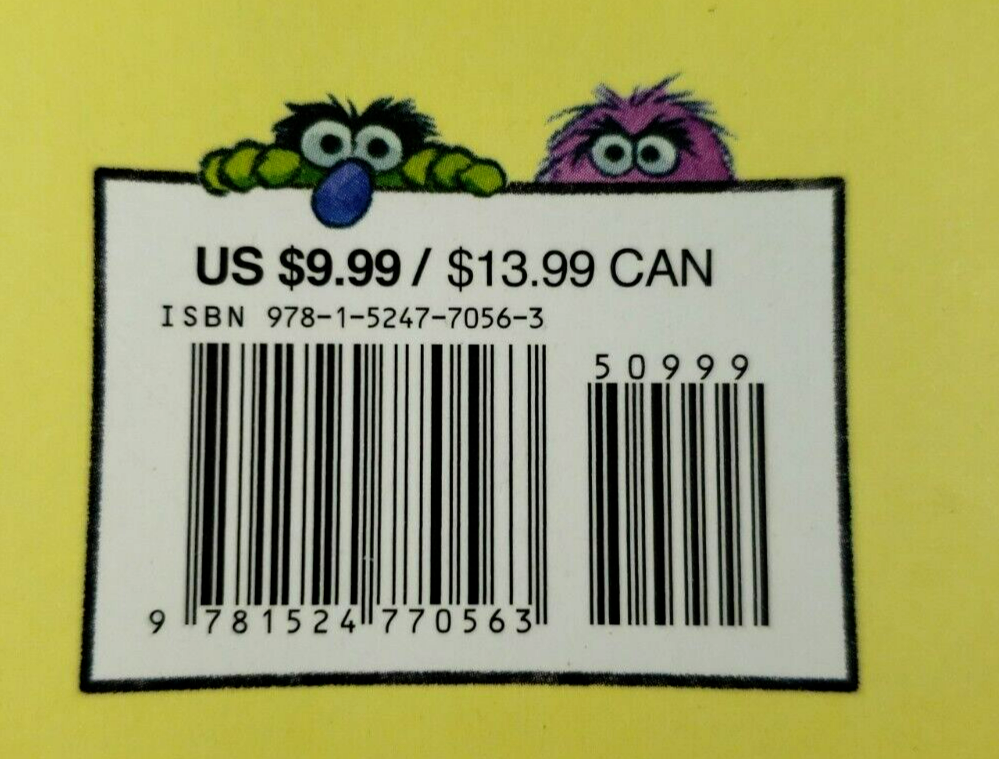 US $9.99 / $13.99 CAN
ISBN 978-1-5247-7056-3
50999
9 781524 770563